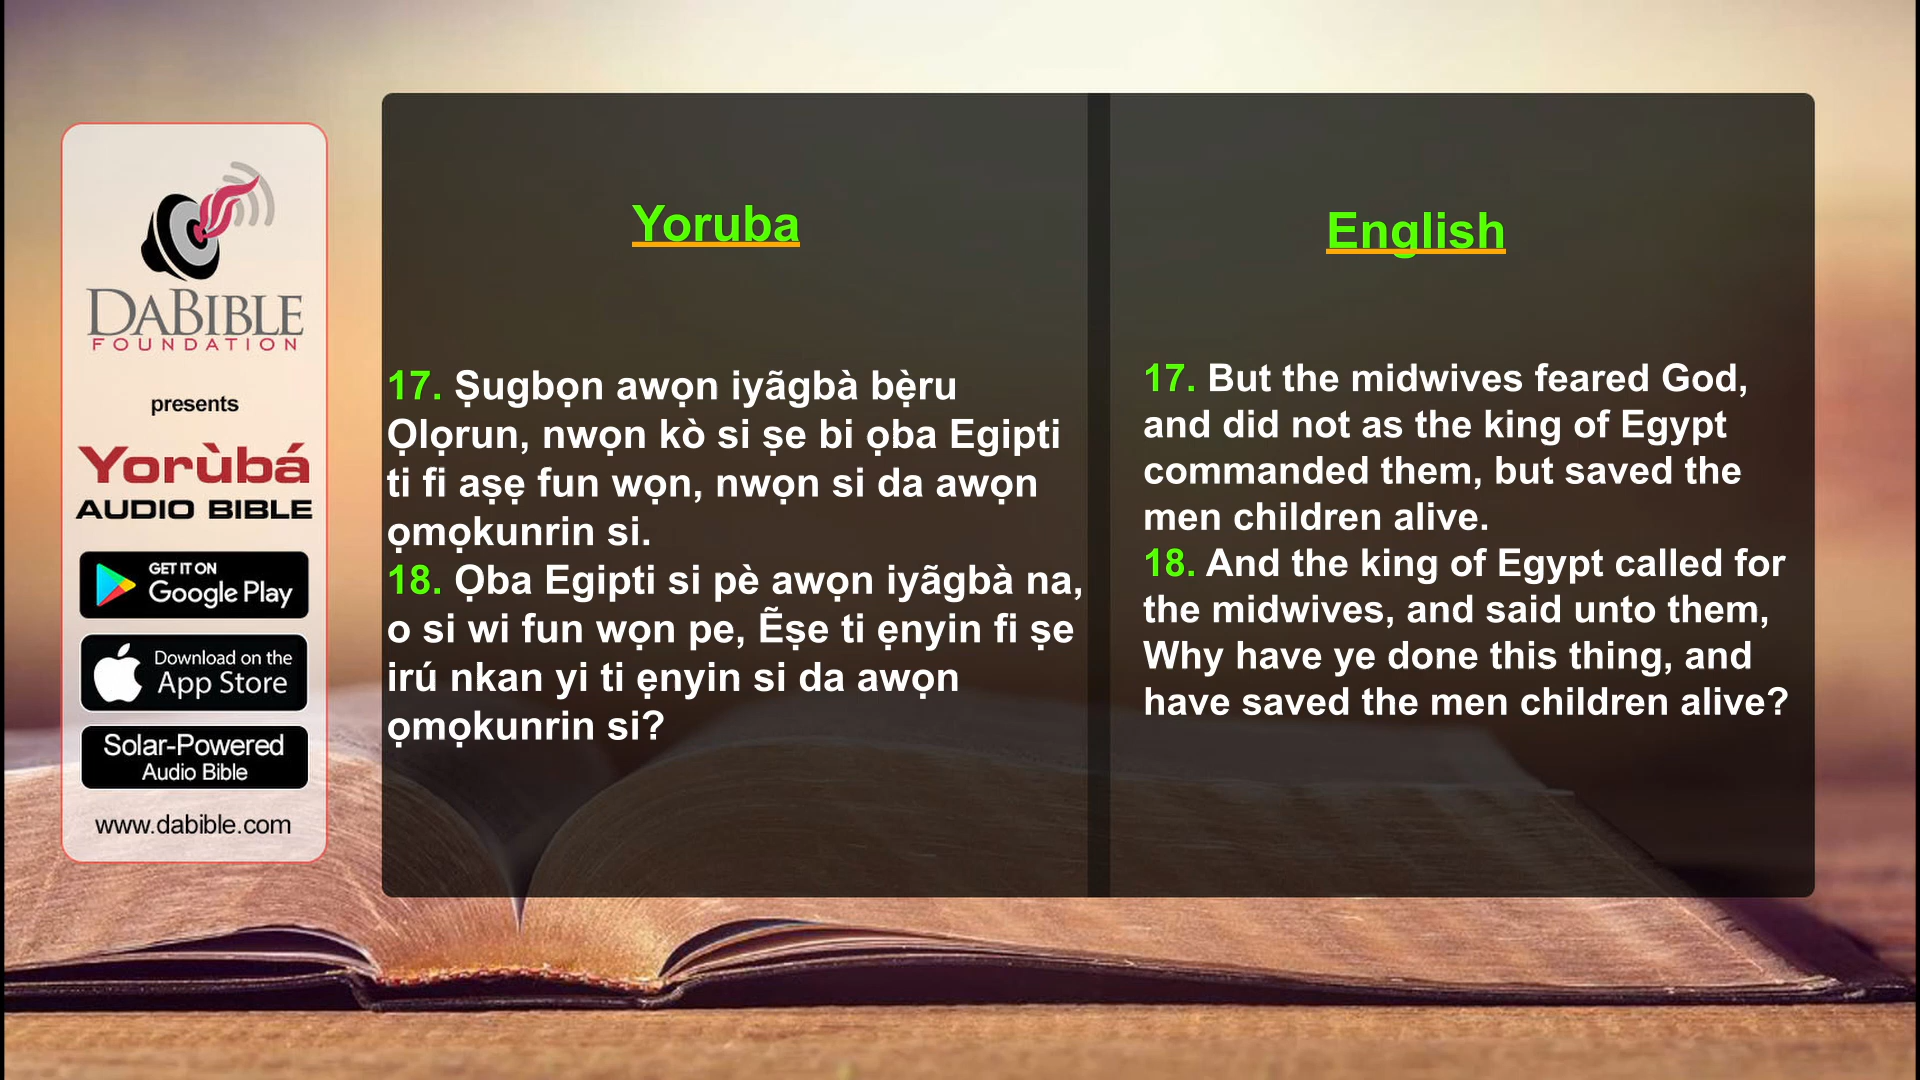 DABIBLE
FOUNDATION
presents
Yorùbá
AUDIO BIBLE
GET IT ON
Google Play
Download on the
App Store
Solar-Powered
Audio Bible
www.dabible.com
Yoruba
17. Ṣugbọn awọn iyãgbà bẹ̀ru
Ọlọrun, nwọn kò si ṣe bi ọba Egipti
ti fi aṣẹ fun wọn, nwọn si da awọn
ọmọkunrin si.
18. Ọba Egipti si pè awọn iyãgbà na,
o si wi fun wọn pe, Ẽṣe ti ẹnyin fi ṣe
irú nkan yi ti ẹnyin si da awọn
ọmọkunrin si?
English
17. But the midwives feared God,
and did not as the king of Egypt
commanded them, but saved the
men children alive.
18. And the king of Egypt called for
the midwives, and said unto them,
Why have ye done this thing, and
have saved the men children alive?